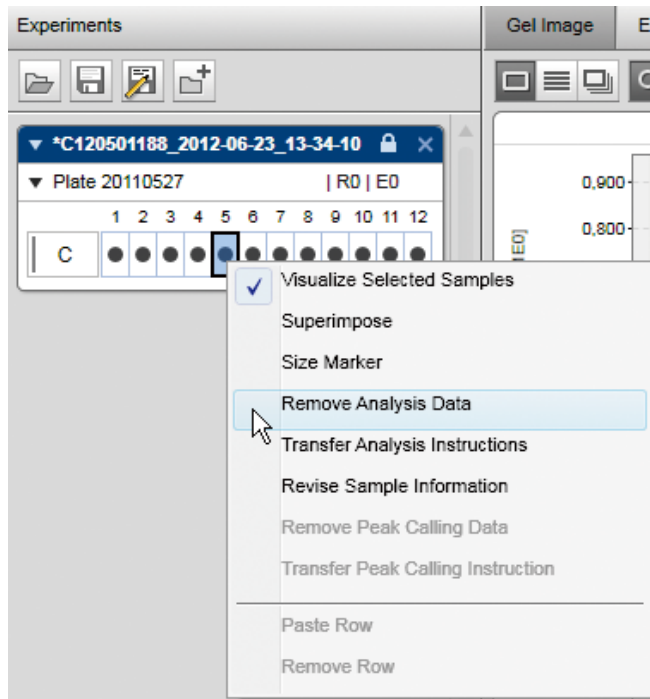 Experiments
Gel Image
E
▼ *C120501188_2012-06-23_13-34-10
▼ Plate 20110527 | R0 | E0
1 2 3 4 5 6 7 8 9 10 11 12
C
0,900
0,800
E0]
Visualize Selected Samples
Superimpose
Size Marker
Remove Analysis Data
Transfer Analysis Instructions
Revise Sample Information
Remove Peak Calling Data
Transfer Peak Calling Instruction
Paste Row
Remove Row